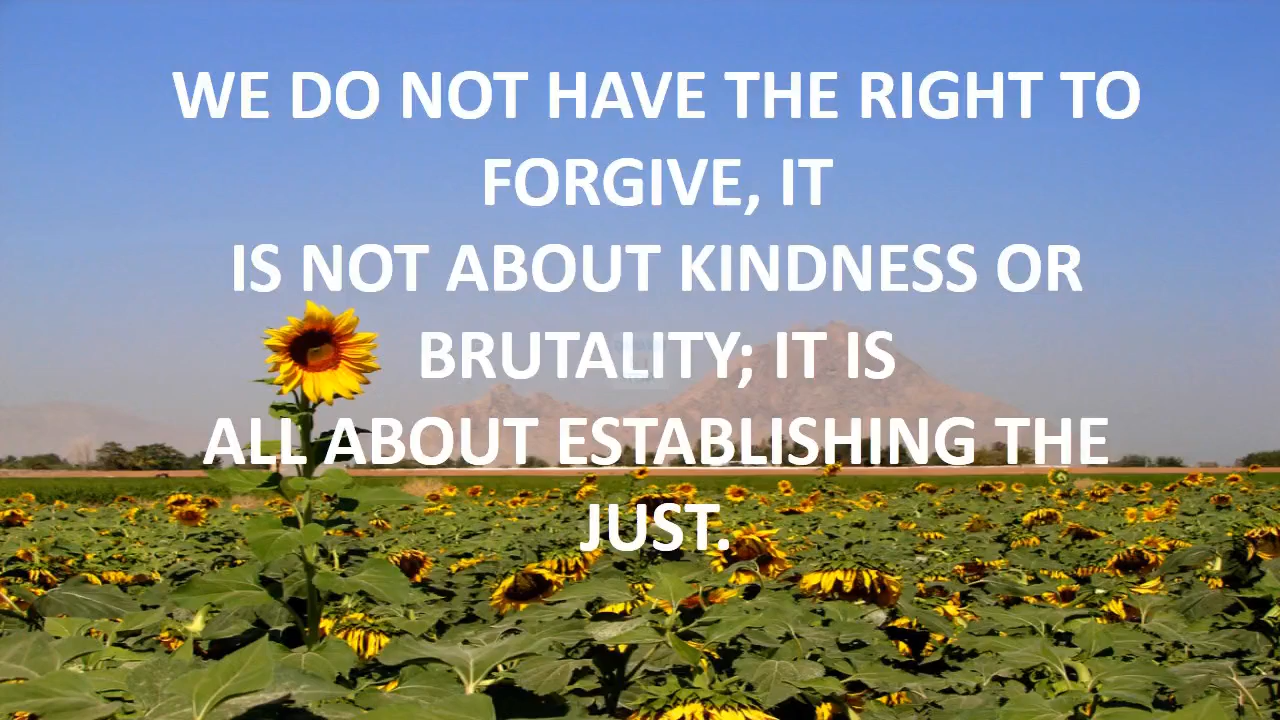 WE DO NOT HAVE THE RIGHT TO
FORGIVE, IT
IS NOT ABOUT KINDNESS OR
BRUTALITY; IT IS
ALL ABOUT ESTABLISHING THE
JUST.